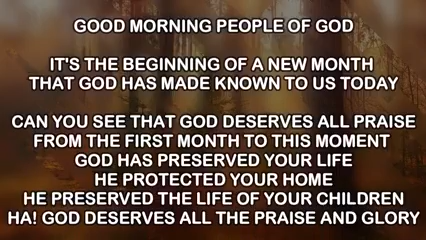 GOOD MORNING PEOPLE OF GOD
IT'S THE BEGINNING OF A NEW MONTH
THAT GOD HAS MADE KNOWN TO US TODAY
CAN YOU SEE THAT GOD DESERVES ALL PRAISE
FROM THE FIRST MONTH TO THIS MOMENT
GOD HAS PRESERVED YOUR LIFE
HE PROTECTED YOUR HOME
HE PRESERVED THE LIFE OF YOUR CHILDREN
HA! GOD DESERVES ALL THE PRAISE AND GLORY